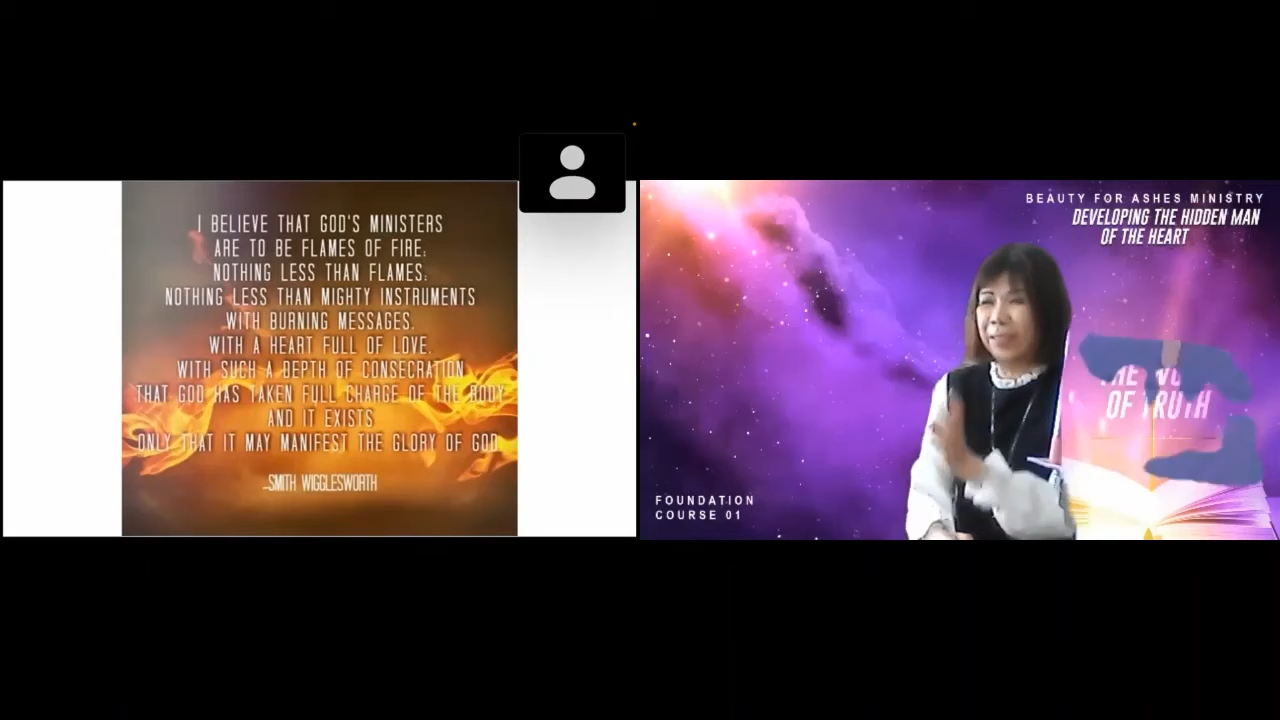 I BELIEVE THAT GOD'S MINISTERS
ARE TO BE FLAMES OF FIRE:
NOTHING LESS THAN FLAMES:
NOTHING LESS THAN MIGHTY INSTRUMENTS
WITH BURNING MESSAGES.
WITH A HEART FULL OF LOVE.
WITH SUCH A DEPTH OF CONSECRATION
THAT GOD HAS TAKEN FULL CHARGE OF THE BODY
AND IT EXISTS
ONLY THAT IT MAY MANIFEST THE GLORY OF GOD.
–SMITH WIGGLESWORTH
BEAUTY FOR ASHES MINISTRY
DEVELOPING THE HIDDEN MAN
OF THE HEART
OF TRUTH
FOUNDATION
COURSE 01